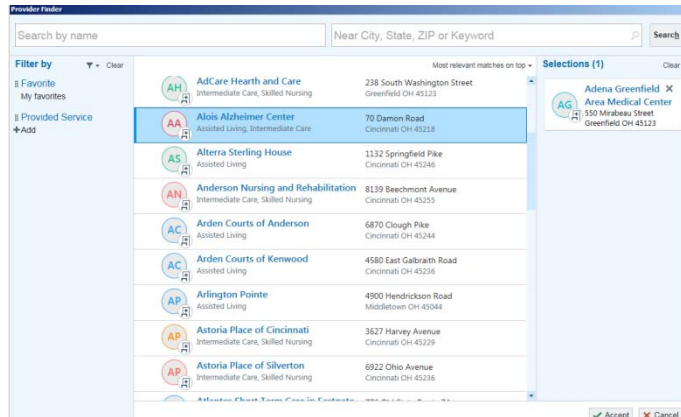 Provider Finder
Search by name
Near City, State, ZIP or Keyword
Search
Filter by
Clear
Favorite
My favorites
Provided Service
+Add
Most relevant matches on top
AH
AdCare Hearth and Care
Intermediate Care, Skilled Nursing
238 South Washington Street
Greenfield OH 45123
AA
Alois Alzheimer Center
Assisted Living, Intermediate Care
70 Damon Road
Cincinnati OH 45218
AS
Alterra Sterling House
Assisted Living
1132 Springfield Pike
Cincinnati OH 45246
AN
Anderson Nursing and Rehabilitation
Intermediate Care, Skilled Nursing
8139 Beechmont Avenue
Cincinnati OH 45255
AC
Arden Courts of Anderson
Assisted Living
6870 Clough Pike
Cincinnati OH 45244
AC
Arden Courts of Kenwood
Assisted Living
4580 East Galbraith Road
Cincinnati OH 45236
AP
Arlington Pointe
Assisted Living
4900 Hendrickson Road
Middletown OH 45044
AP
Astoria Place of Cincinnati
Intermediate Care, Skilled Nursing
3627 Harvey Avenue
Cincinnati OH 45229
AP
Astoria Place of Silverton
Intermediate Care, Skilled Nursing
6922 Ohio Avenue
Cincinnati OH 45236
Selections (1)
Clear
AG
Adena Greenfield
Area Medical Center
550 Mirabeau Street
Greenfield OH 45123
Accept
Cancel